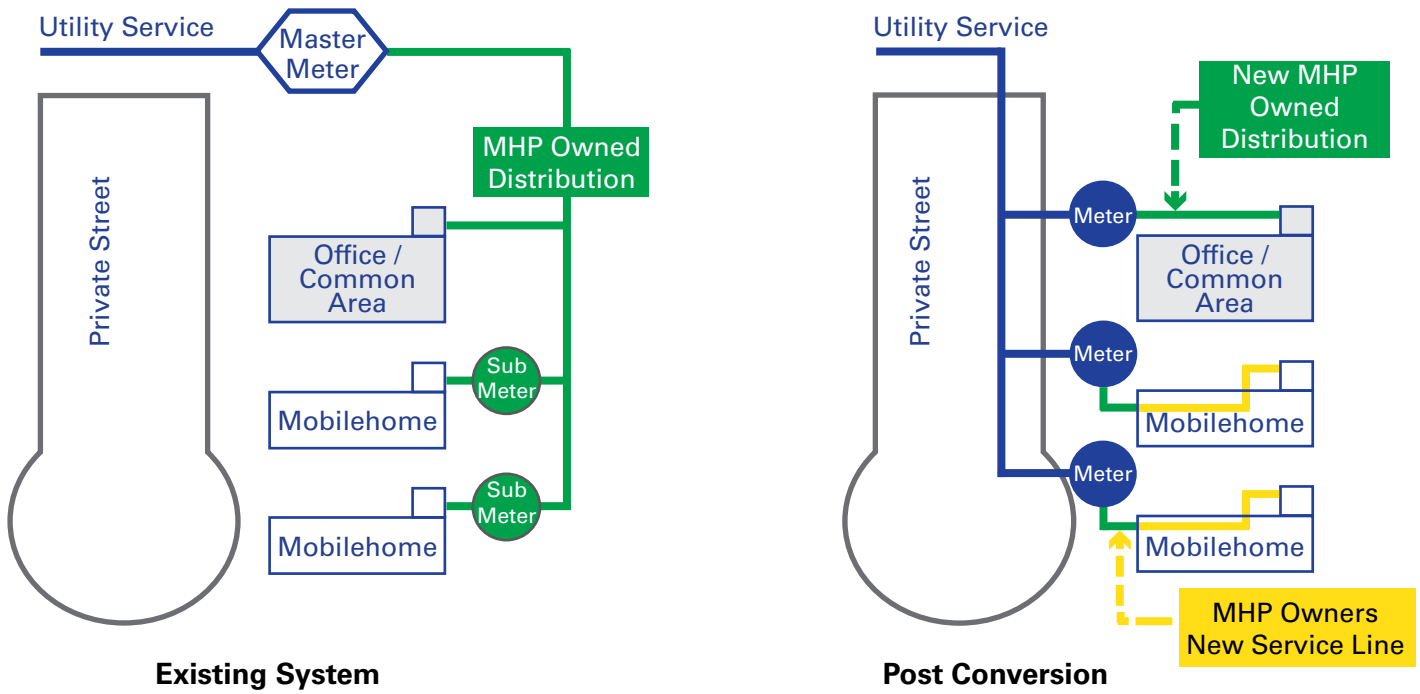 Utility Service
Master
Meter
MHP Owned
Distribution
Private Street
Office /
Common
Area
Sub
Meter
Mobilehome
Sub
Meter
Mobilehome
Existing System
Utility Service
New MHP
Owned
Distribution
Private Street
Meter
Office /
Common
Area
Meter
Mobilehome
Meter
Mobilehome
MHP Owners
New Service Line
Post Conversion